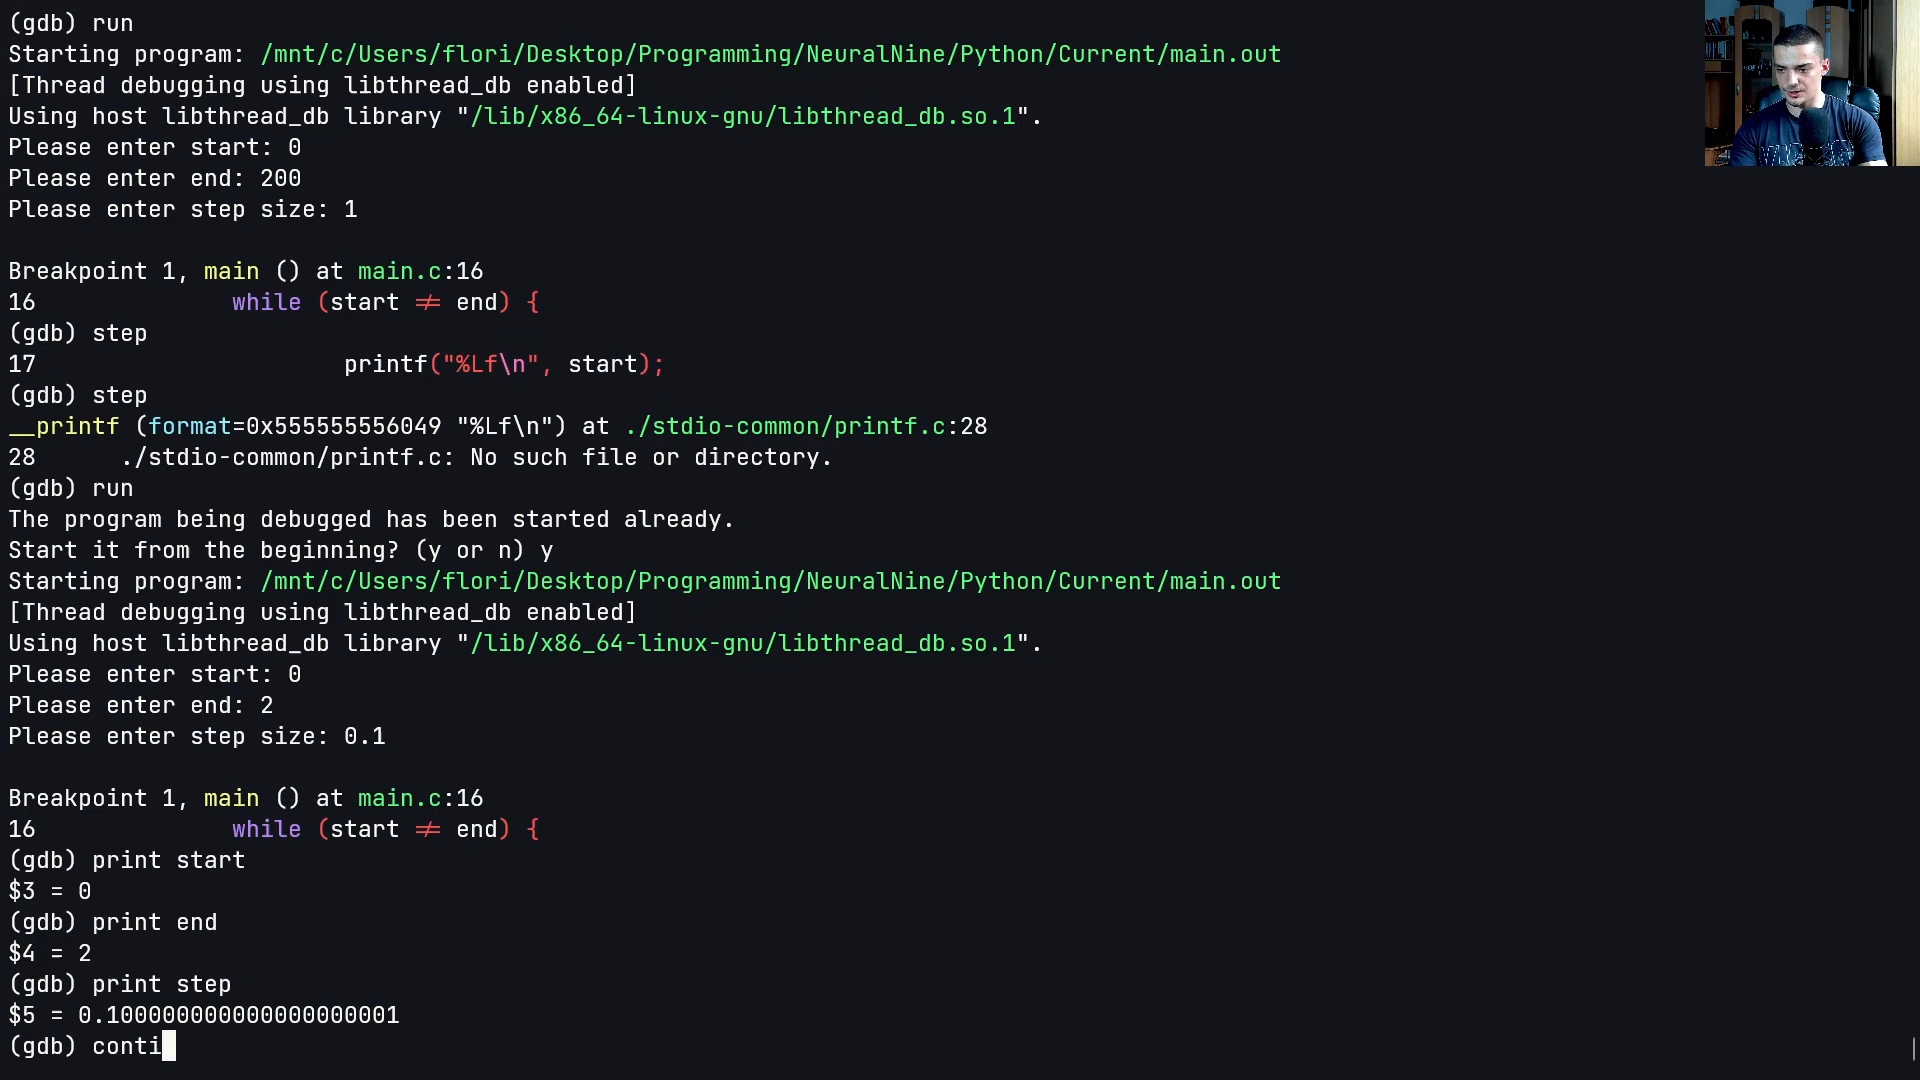 (gdb) run
Starting program: /mnt/c/Users/flori/Desktop/Programming/NeuralNine/Python/Current/main.out
[Thread debugging using libthread_db enabled]
Using host libthread_db library "/lib/x86_64-linux-gnu/libthread_db.so.1".
Please enter start: 0
Please enter end: 200
Please enter step size: 1
Breakpoint 1, main () at main.c:16
16 while (start ≠ end) {
(gdb) step
17 printf("%Lf\n", start);
(gdb) step
__printf (format=0x555555556049 "%Lf\n") at ./stdio-common/printf.c:28
28 ./stdio-common/printf.c: No such file or directory.
(gdb) run
The program being debugged has been started already.
Start it from the beginning? (y or n) y
Starting program: /mnt/c/Users/flori/Desktop/Programming/NeuralNine/Python/Current/main.out
[Thread debugging using libthread_db enabled]
Using host libthread_db library "/lib/x86_64-linux-gnu/libthread_db.so.1".
Please enter start: 0
Please enter end: 2
Please enter step size: 0.1
Breakpoint 1, main () at main.c:16
16 while (start ≠ end) {
(gdb) print start
$3 = 0
(gdb) print end
$4 = 2
(gdb) print step
$5 = 0.100000000000000000001
(gdb) conti